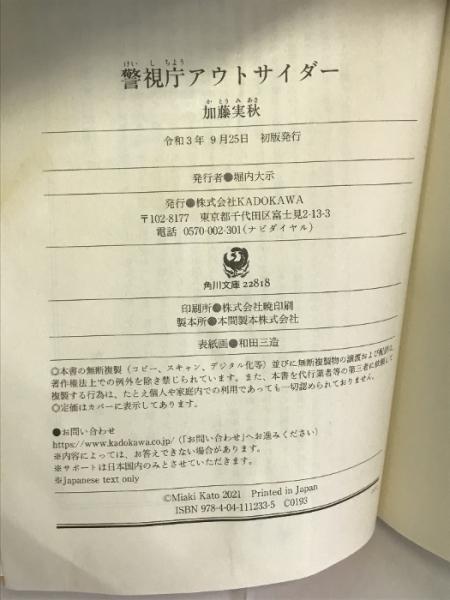 けいしちょう
警視庁アウトサイダー
かとうみあき
加藤実秋
令和3年 9月25日 初版発行
発行者●堀内大示
発行●株式会社KADOKAWA
〒102-8177 東京都千代田区富士見2-13-3
電話 0570-002-301(ナビダイヤル)
角川文庫 22818
印刷所●株式会社暁印刷
製本所●本間製本株式会社
表紙画●和田三造
◎本書の無断複製（コピー、スキャン、デジタル化等）並びに無断複製物の譲渡および配信は、
著作権法上での例外を除き禁じられています。また、本書を代行業者等の第三者に依頼して
複製する行為は、たとえ個人や家庭内での利用であっても一切認められておりません。
◎定価はカバーに表示してあります。
●お問い合わせ
https://www.kadokawa.co.jp/（「お問い合わせ」へお進みください）
※内容によっては、お答えできない場合があります。
※サポートは日本国内のみとさせていただきます。
※Japanese text only
©Miaki Kato 2021 Printed in Japan
ISBN 978-4-04-111233-5 C0193